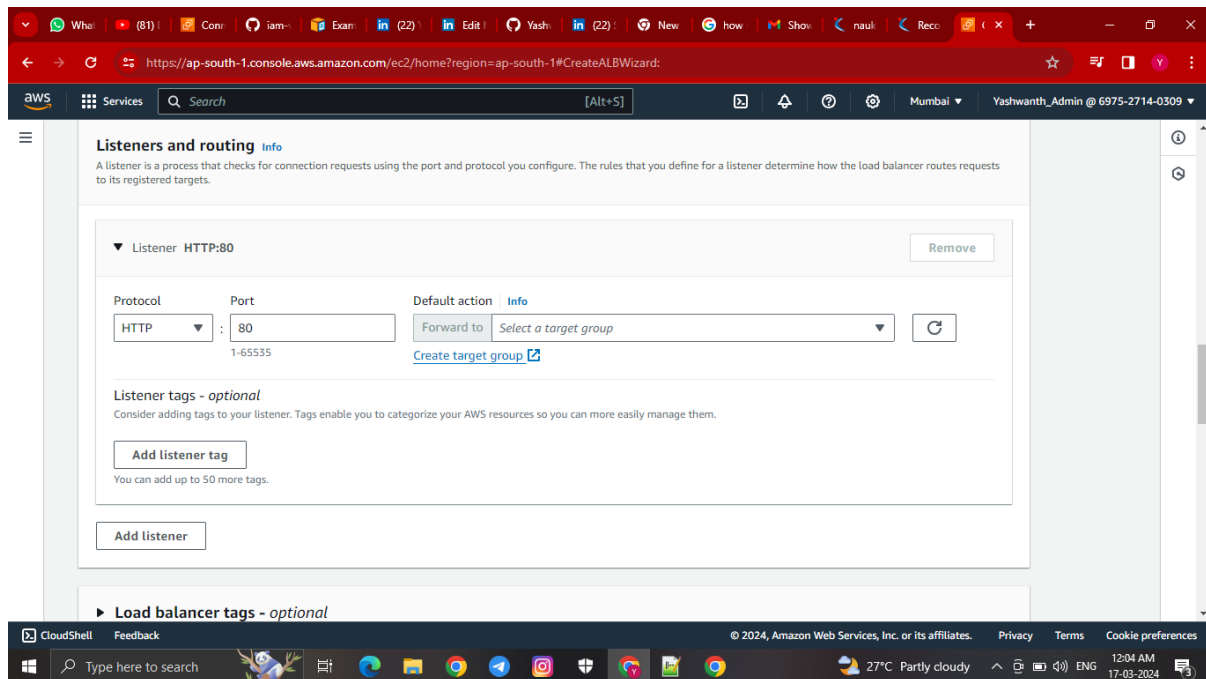 What
(81) l
Conn
iam-
Exam
in (22) Y
in Edit
Yash
in (22) S
New
how
Show
nauk
Reco
https://ap-south-1.console.aws.amazon.com/ec2/home?region=ap-south-1#CreateALBWizard:
Y
aws Services Search [Alt+S] Mumbai Yashwanth_Admin @ 6975-2714-0309
Listeners and routing Info
A listener is a process that checks for connection requests using the port and protocol you configure. The rules that you define for a listener determine how the load balancer routes requests
to its registered targets.
Listener HTTP:80 Remove
Protocol Port Default action Info
HTTP : 80 Forward to Select a target group
1-65535 Create target group
Listener tags - optional
Consider adding tags to your listener. Tags enable you to categorize your AWS resources so you can more easily manage them.
Add listener tag
You can add up to 50 more tags.
Add listener
Load balancer tags - optional
CloudShell Feedback © 2024, Amazon Web Services, Inc. or its affiliates. Privacy Terms Cookie preferences
Type here to search 27°C Partly cloudy ENG 12:04 AM
17-03-2024 3